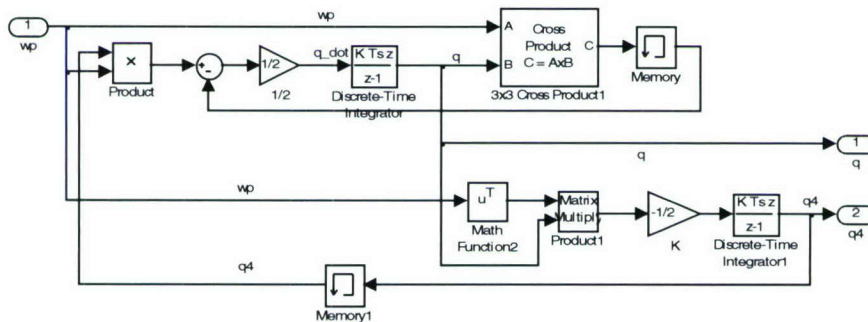 1
wp
wp
A
B
Cross
Product
C = AxB
C
3x3 Cross Product1
Memory
×
Product
+
-
1/2
1/2
q_dot
K Ts z
z-1
Discrete-Time
Integrator
q
q
1
q
wp
u^T
Math
Function2
Matrix
Multiply
Product1
-1/2
K
K Ts z
z-1
Discrete-Time
Integrator1
q4
2
q4
q4
Memory1